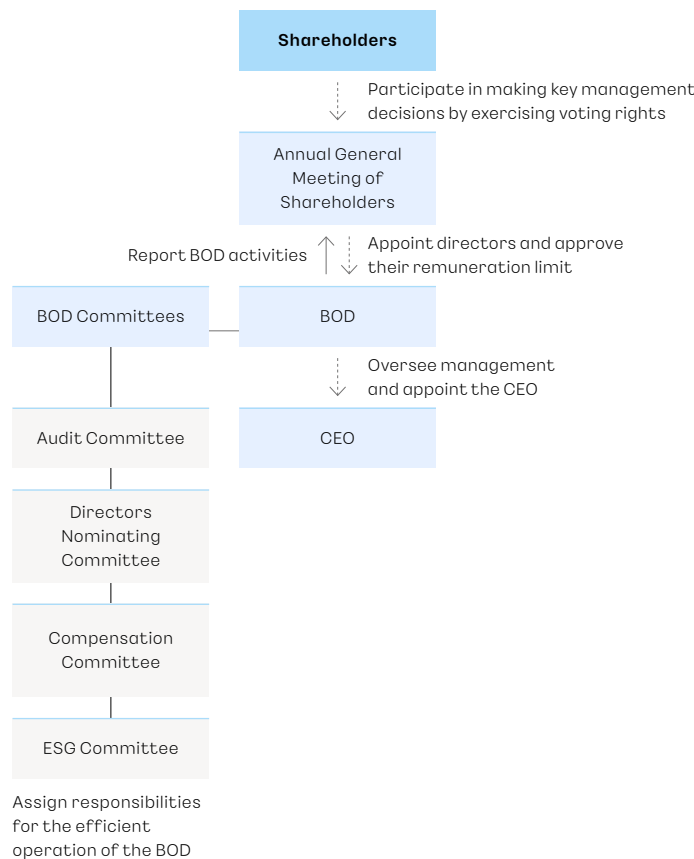 Shareholders
Participate in making key management
decisions by exercising voting rights
Annual General
Meeting of
Shareholders
Report BOD activities
Appoint directors and approve
their remuneration limit
BOD Committees
BOD
Oversee management
and appoint the CEO
Audit Committee
CEO
Directors
Nominating
Committee
Compensation
Committee
ESG Committee
Assign responsibilities
for the efficient
operation of the BOD